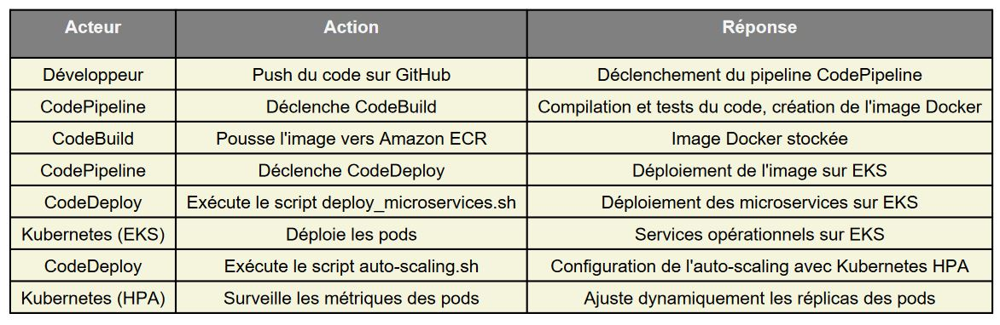 Acteur Action Réponse
Développeur Push du code sur GitHub Déclenchement du pipeline CodePipeline
CodePipeline Déclenche CodeBuild Compilation et tests du code, création de l'image Docker
CodeBuild Pousse l'image vers Amazon ECR Image Docker stockée
CodePipeline Déclenche CodeDeploy Déploiement de l'image sur EKS
CodeDeploy Exécute le script deploy_microservices.sh Déploiement des microservices sur EKS
Kubernetes (EKS) Déploie les pods Services opérationnels sur EKS
CodeDeploy Exécute le script auto-scaling.sh Configuration de l'auto-scaling avec Kubernetes HPA
Kubernetes (HPA) Surveille les métriques des pods Ajuste dynamiquement les réplicas des pods